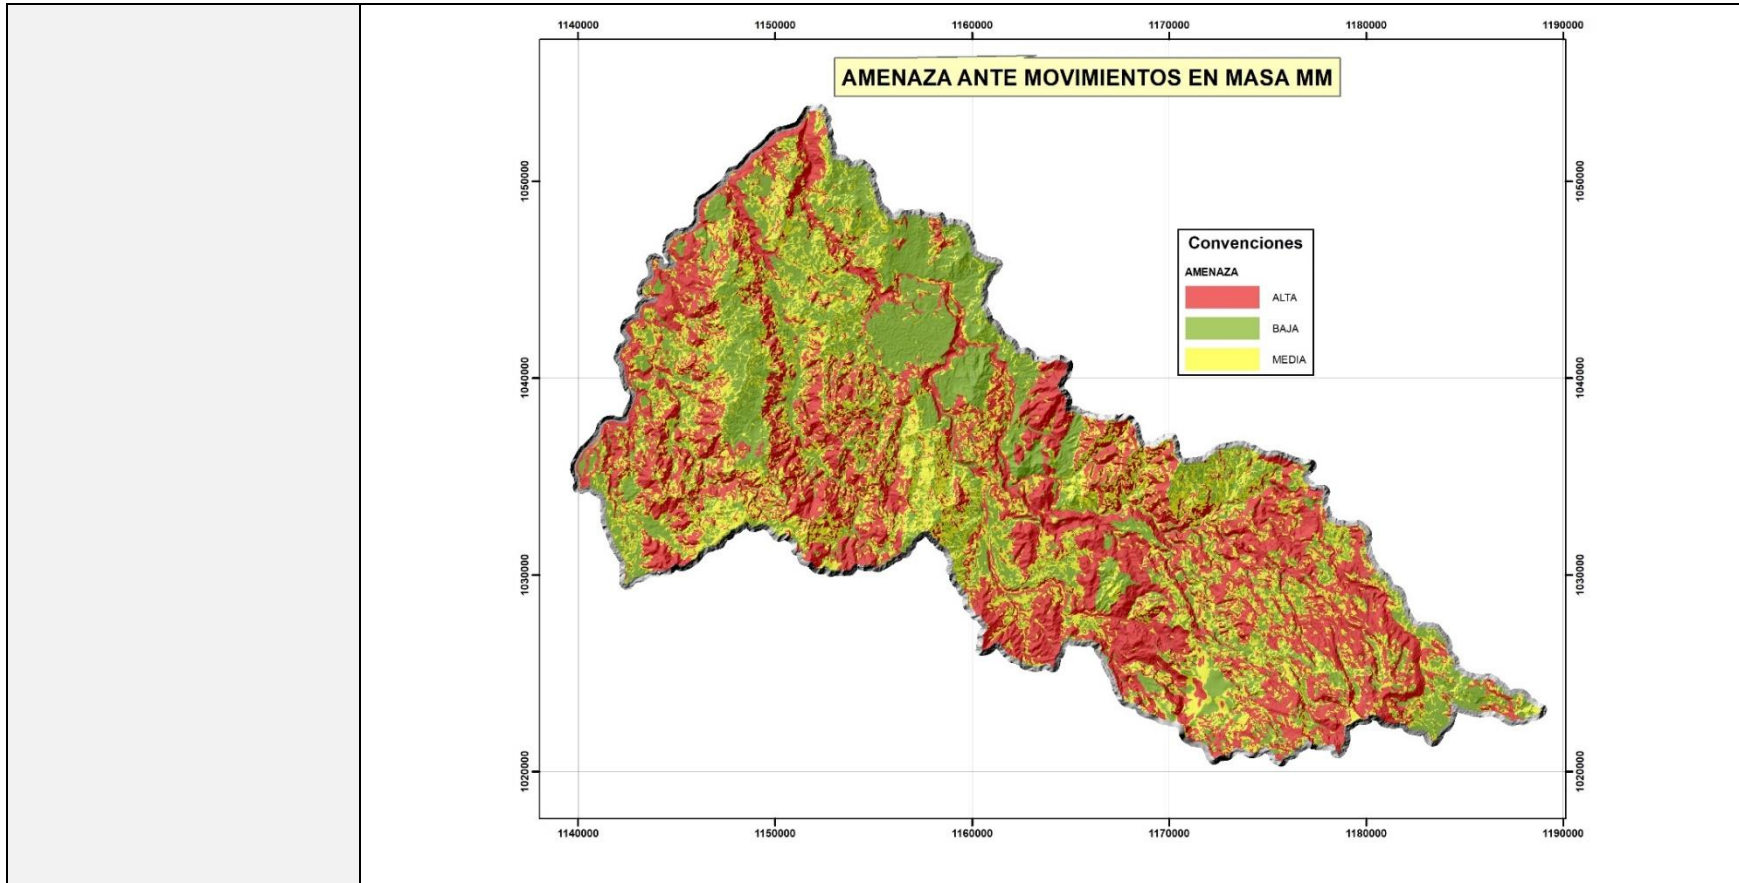 1140000 1150000 1160000 1170000 1180000 1190000
AMENAZA ANTE MOVIMIENTOS EN MASA MM
1050000 1050000
Convenciones
AMENAZA
ALTA
BAJA
MEDIA
1040000 1040000
1030000 1030000
1020000 1020000
1140000 1150000 1160000 1170000 1180000 1190000